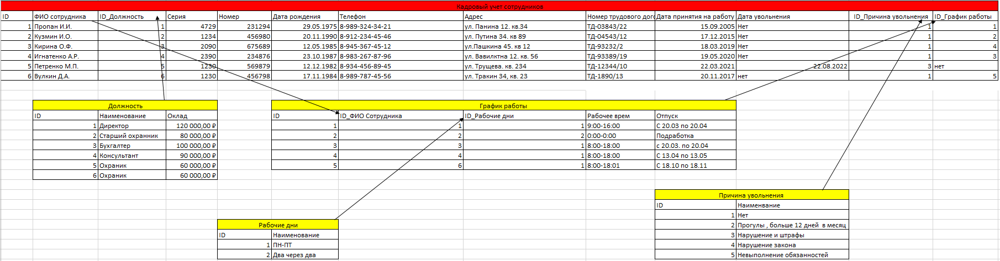 Кадровый учет сотрудников
ID ФИО сотрудника ID_Должность Серия Номер Дата рождения Телефон Адрес Номер трудового дого Дата принятия на работу Дата увольнения ID_Причина увольнения ID_График работы
1 Пропан И.И. 1 4729 231294 29.05.1975 8-989-324-34-21 ул. Панина 12. кв.34 ТД-03843/22 15.09.2005 Нет 1 1
2 Кузмин И.О. 2 1234 456980 20.11.1990 8-912-234-45-46 ул. Путина 34. кв 89 ТД-04543/12 17.12.2015 Нет 1 2
3 Кирина О.Ф. 3 2090 675689 12.05.1985 8-945-367-45-12 ул.Пашкина 45. кв 12 ТД-93232/2 18.03.2019 Нет 1 4
4 Игнатенко А.Р. 4 2390 234876 23.10.1987 8-983-267-87-96 ул. Вавилктна 12. кв. 56 ТД-93389/19 19.05.2020 Нет 1 3
5 Петренко М.П. 5 1230 569879 12.12.1982 8-934-456-89-45 ул. Трущева. кв. 234 ТД-12344/10 22.03.2021 22.08.2022 3 нет
6 Вулкин Д.А. 6 1230 456798 17.11.1984 8-989-787-45-56 ул. Тракин 34, кв. 23 ТД-1890/13 20.11.2017 нет 1 5
Должность
ID Наименование Оклад
1 Директор 120 000,00 ₽
2 Старший охранник 80 000,00 ₽
3 Бухгалтер 100 000,00 ₽
4 Консультант 90 000,00 ₽
5 Охраник 60 000,00 ₽
6 Охраник 60 000,00 ₽
График работы
ID ID_ФИО Сотрудника ID_Рабочие дни Рабочее врем Отпуск
1 1 1 9:00-16:00 С 20.03 по 20.04
2 2 2 0:00-0:00 Подработка
3 3 1 8:00-18:00 с 20.03. по 20.04
4 4 1 8:00-18:00 С 13.04 по 13.05
5 6 1 8:00-18:01 С 18.10 по 18.11
Рабочие дни
ID Наименование
1 ПН-ПТ
2 Два через два
Причина увольнения
ID Наименвание
1 Нет
2 Прогулы , больше 12 дней в месяц
3 Нарушение и штрафы
4 Нарушение закона
5 Невыполнение обязанностей